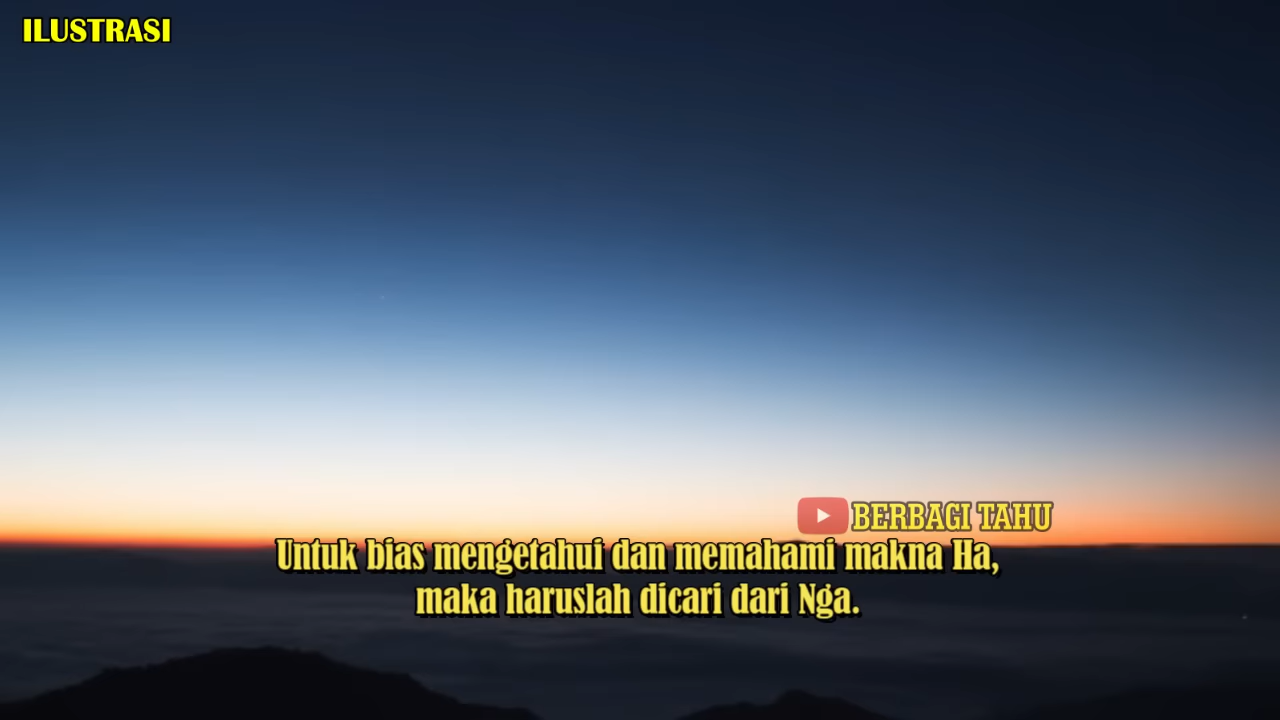 ILUSTRASI
BERBAGI TAHU
Untuk bias mengetahui dan memahami makna Ha,
maka haruslah dicari dari Nga.